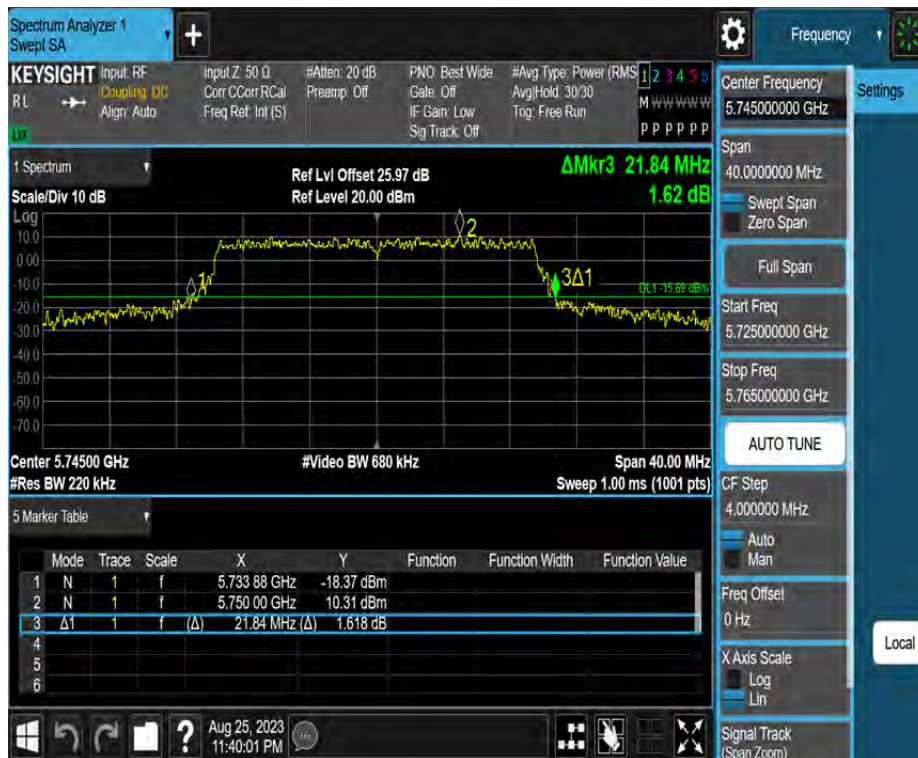 Spectrum Analyzer 1
Swept SA
+
Frequency
KEYSIGHT
RL
LXI
Input: RF
Coupling: DC
Align: Auto
Input Z: 50 Ω
Corr CCorr RCal
Freq Ref: Int (S)
#Atten: 20 dB
Preamp: Off
PNO: Best Wide
Gate: Off
IF Gain: Low
Sig Track: Off
#Avg Type: Power (RMS
Avg|Hold: 30/30
Trig: Free Run
1 2 3 4 5 6
M W W W W W
P P P P P P
1 Spectrum
Scale/Div 10 dB
Ref Lvl Offset 25.97 dB
Ref Level 20.00 dBm
ΔMkr3 21.84 MHz
1.62 dB
Log
10.0
0.00
-10.0
-20.0
-30.0
-40.0
-50.0
-60.0
-70.0
1
2
3Δ1
DL1 -15.69 dBm
Center 5.74500 GHz
#Video BW 680 kHz
Span 40.00 MHz
#Res BW 220 kHz
Sweep 1.00 ms (1001 pts)
5 Marker Table
Mode Trace Scale X Y Function Function Width Function Value
1 N 1 f 5.733 88 GHz -18.37 dBm
2 N 1 f 5.750 00 GHz 10.31 dBm
3 Δ1 1 f (Δ) 21.84 MHz (Δ) 1.618 dB
4
5
6
?
Aug 25, 2023
11:40:01 PM
Center Frequency
5.745000000 GHz
Span
40.0000000 MHz
Swept Span
Zero Span
Full Span
Start Freq
5.725000000 GHz
Stop Freq
5.765000000 GHz
AUTO TUNE
CF Step
4.000000 MHz
Auto
Man
Freq Offset
0 Hz
X Axis Scale
Log
Lin
Signal Track
(Span Zoom)
Settings
Local